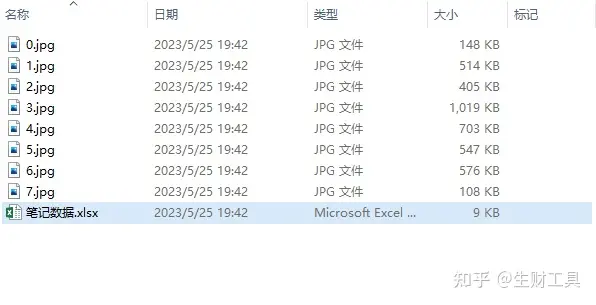 名称 日期 类型 大小 标记
0.jpg 2023/5/25 19:42 JPG 文件 148 KB
1.jpg 2023/5/25 19:42 JPG 文件 514 KB
2.jpg 2023/5/25 19:42 JPG 文件 405 KB
3.jpg 2023/5/25 19:42 JPG 文件 1,019 KB
4.jpg 2023/5/25 19:42 JPG 文件 703 KB
5.jpg 2023/5/25 19:42 JPG 文件 547 KB
6.jpg 2023/5/25 19:42 JPG 文件 576 KB
7.jpg 2023/5/25 19:42 JPG 文件 108 KB
笔记数据.xlsx 2023/5/25 19:42 Microsoft Excel ... 9 KB
知乎 @生财工具